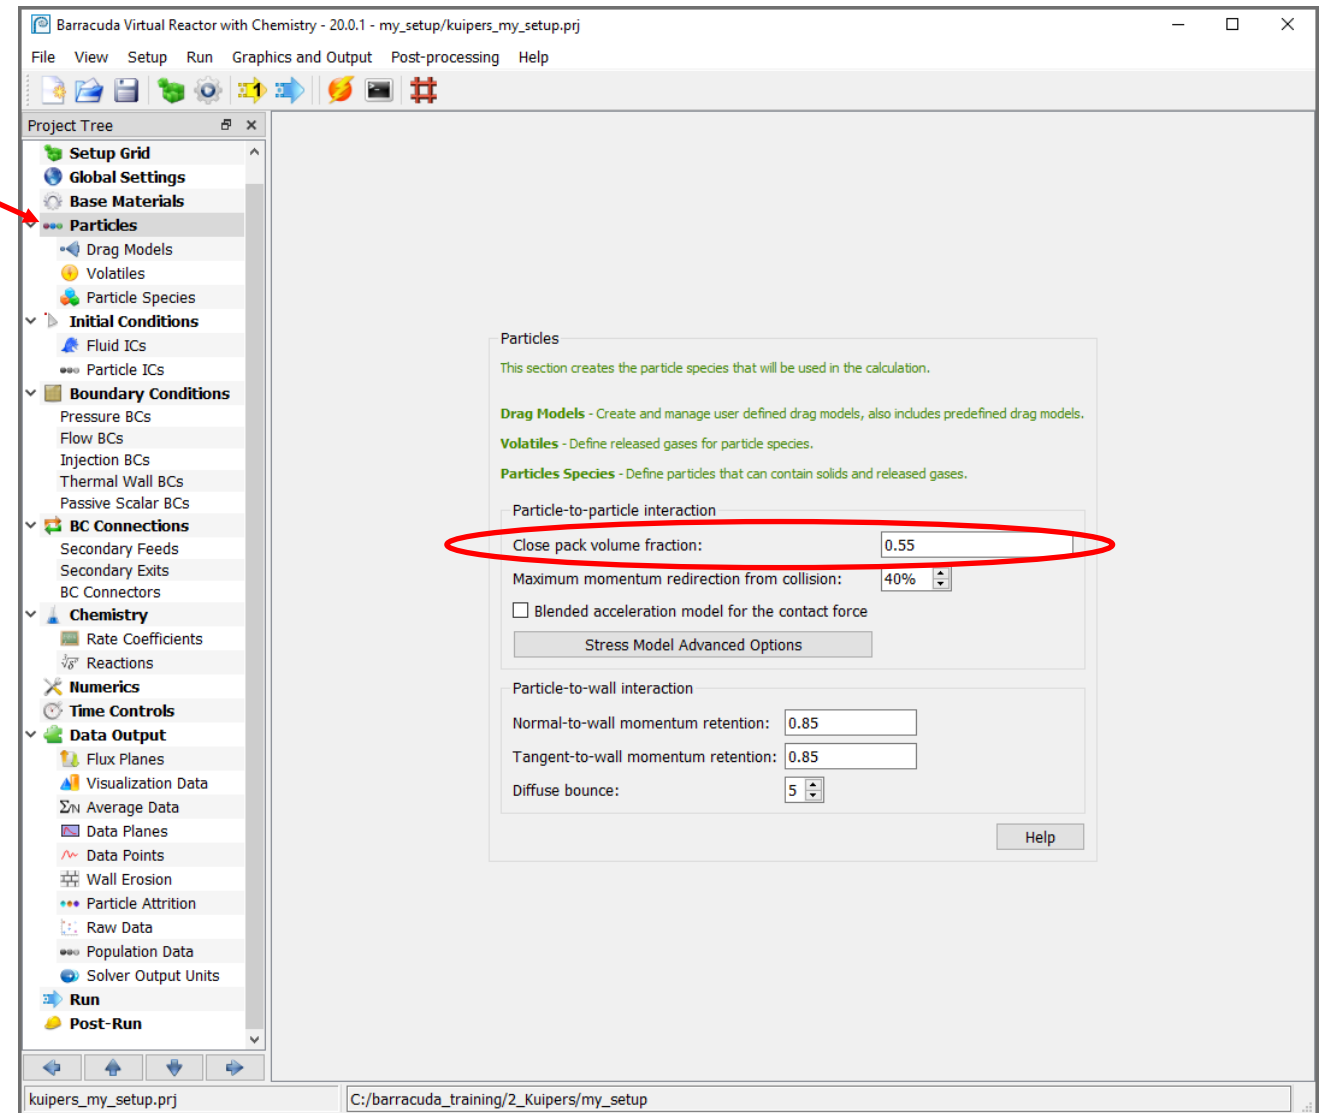 Barracuda Virtual Reactor with Chemistry - 20.0.1 - my_setup/kuipers_my_setup.prj
File View Setup Run Graphics and Output Post-processing Help
1
Project Tree
Setup Grid
Global Settings
Base Materials
Particles
Drag Models
Volatiles
Particle Species
Initial Conditions
Fluid ICs
Particle ICs
Boundary Conditions
Pressure BCs
Flow BCs
Injection BCs
Thermal Wall BCs
Passive Scalar BCs
BC Connections
Secondary Feeds
Secondary Exits
BC Connectors
Chemistry
Rate Coefficients
Reactions
Numerics
Time Controls
Data Output
Flux Planes
Visualization Data
Average Data
Data Planes
Data Points
Wall Erosion
Particle Attrition
Raw Data
Population Data
Solver Output Units
Run
Post-Run
Particles
This section creates the particle species that will be used in the calculation.
Drag Models - Create and manage user defined drag models, also includes predefined drag models.
Volatiles - Define released gases for particle species.
Particles Species - Define particles that can contain solids and released gases.
Particle-to-particle interaction
Close pack volume fraction: 0.55
Maximum momentum redirection from collision: 40%
Blended acceleration model for the contact force
Stress Model Advanced Options
Particle-to-wall interaction
Normal-to-wall momentum retention: 0.85
Tangent-to-wall momentum retention: 0.85
Diffuse bounce: 5
Help
kuipers_my_setup.prj
C:/barracuda_training/2_Kuipers/my_setup